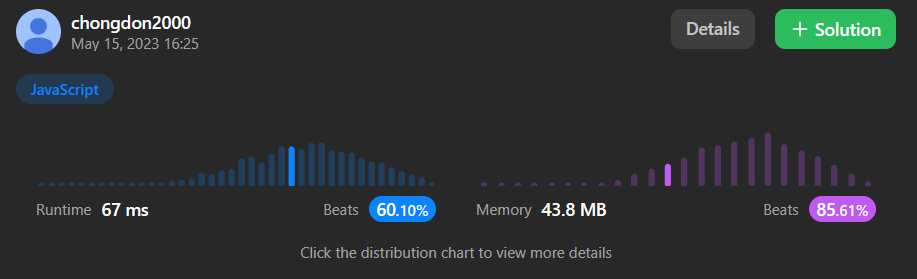 chongdon2000
May 15, 2023 16:25
Details
+ Solution
JavaScript
Runtime 67 ms Beats 60.10%
Memory 43.8 MB Beats 85.61%
Click the distribution chart to view more details